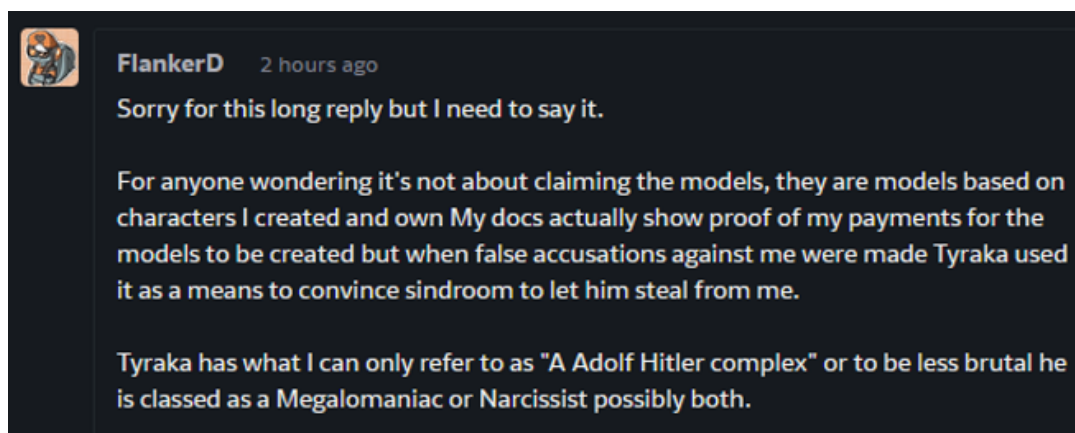 FlankerD 2 hours ago
Sorry for this long reply but I need to say it.
For anyone wondering it's not about claiming the models, they are models based on
characters I created and own My docs actually show proof of my payments for the
models to be created but when false accusations against me were made Tyraka used
it as a means to convince sindroom to let him steal from me.
Tyraka has what I can only refer to as "A Adolf Hitler complex" or to be less brutal he
is classed as a Megalomaniac or Narcissist possibly both.